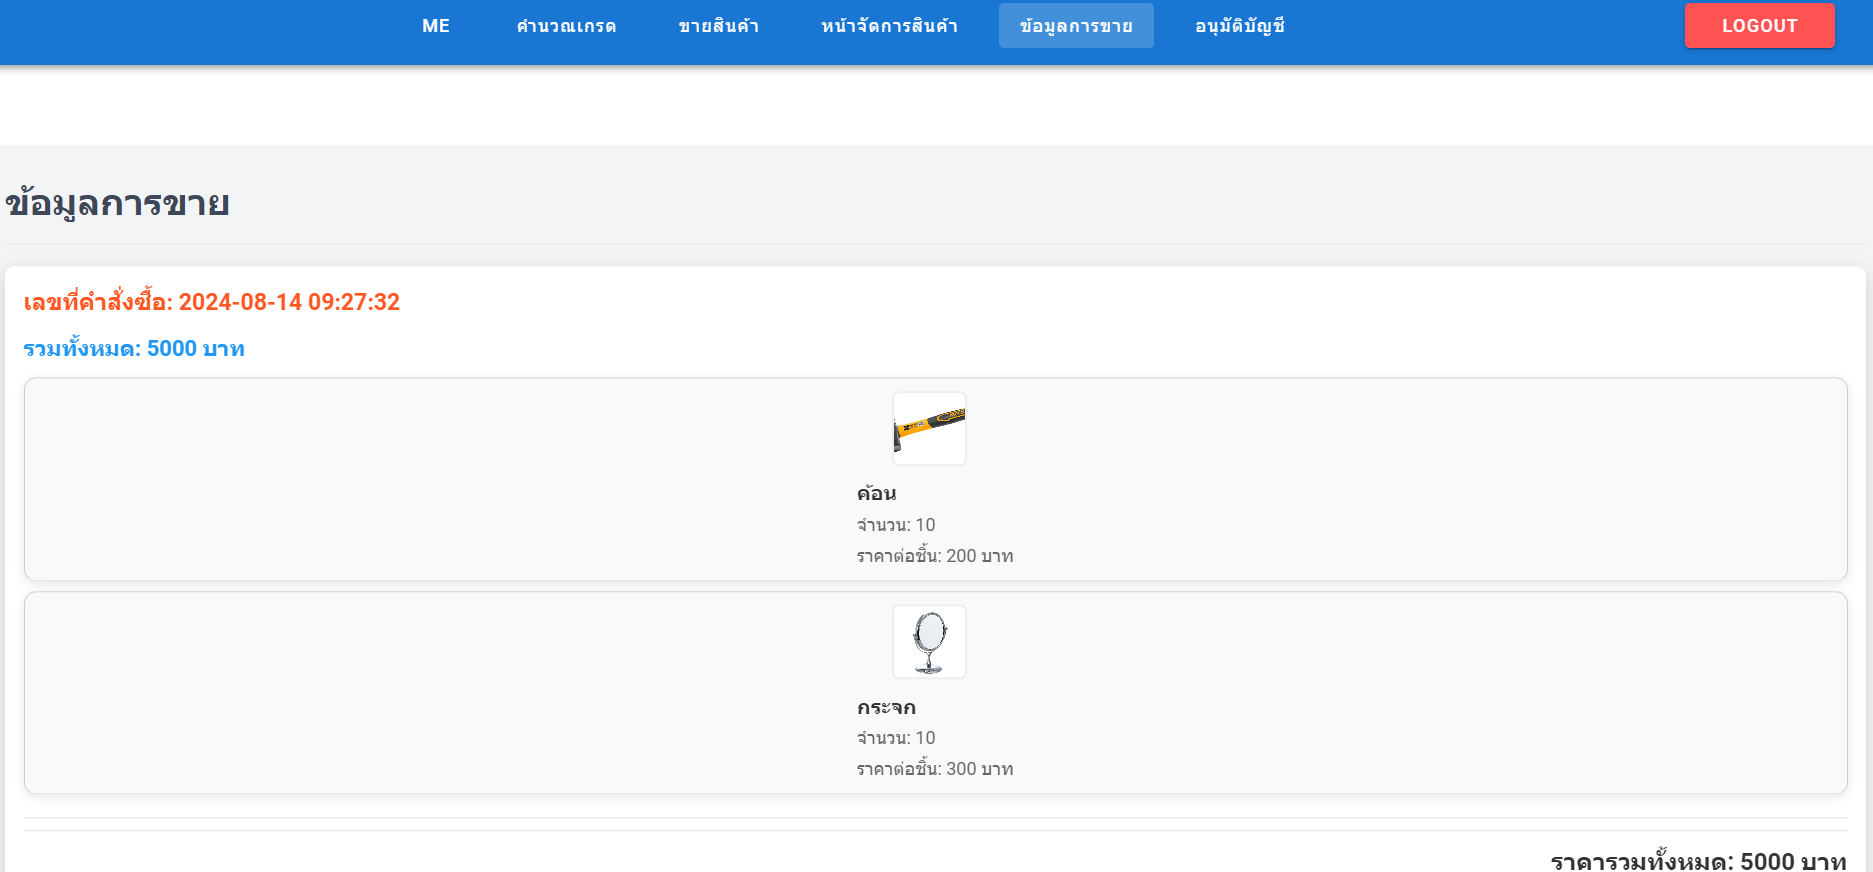 ME คำนวณเกรด ขายสินค้า หน้าจัดการสินค้า ข้อมูลการขาย อนุมัติบัญชี LOGOUT
ข้อมูลการขาย
เลขที่คำสั่งซื้อ: 2024-08-14 09:27:32
รวมทั้งหมด: 5000 บาท
ค้อน
จำนวน: 10
ราคาต่อชิ้น: 200 บาท
กระจก
จำนวน: 10
ราคาต่อชิ้น: 300 บาท
ราคารวมทั้งหมด: 5000 บาท